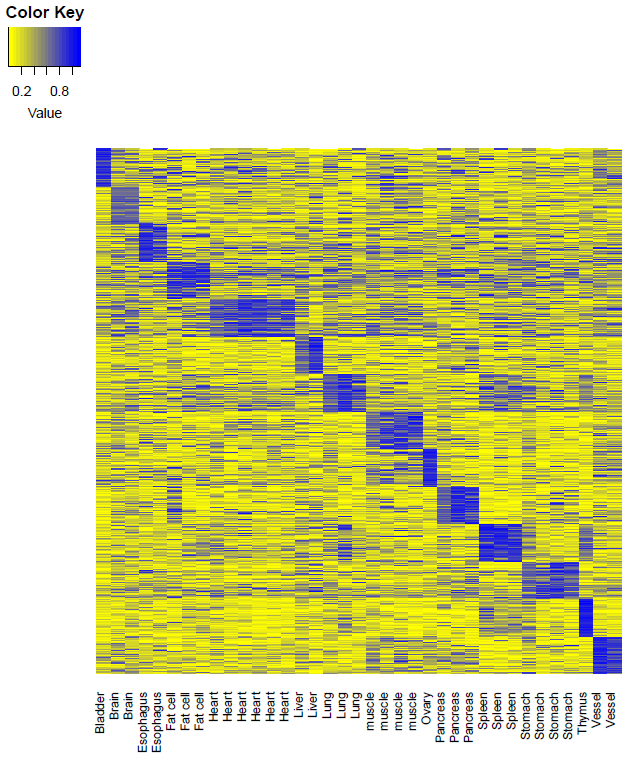 Color Key
0.2 0.8
Value
Bladder
Brain
Brain
Esophagus
Esophagus
Fat cell
Fat cell
Fat cell
Heart
Heart
Heart
Heart
Heart
Heart
Liver
Liver
Lung
Lung
Lung
muscle
muscle
muscle
muscle
Ovary
Pancreas
Pancreas
Pancreas
Spleen
Spleen
Spleen
Stomach
Stomach
Stomach
Stomach
Thymus
Vessel
Vessel